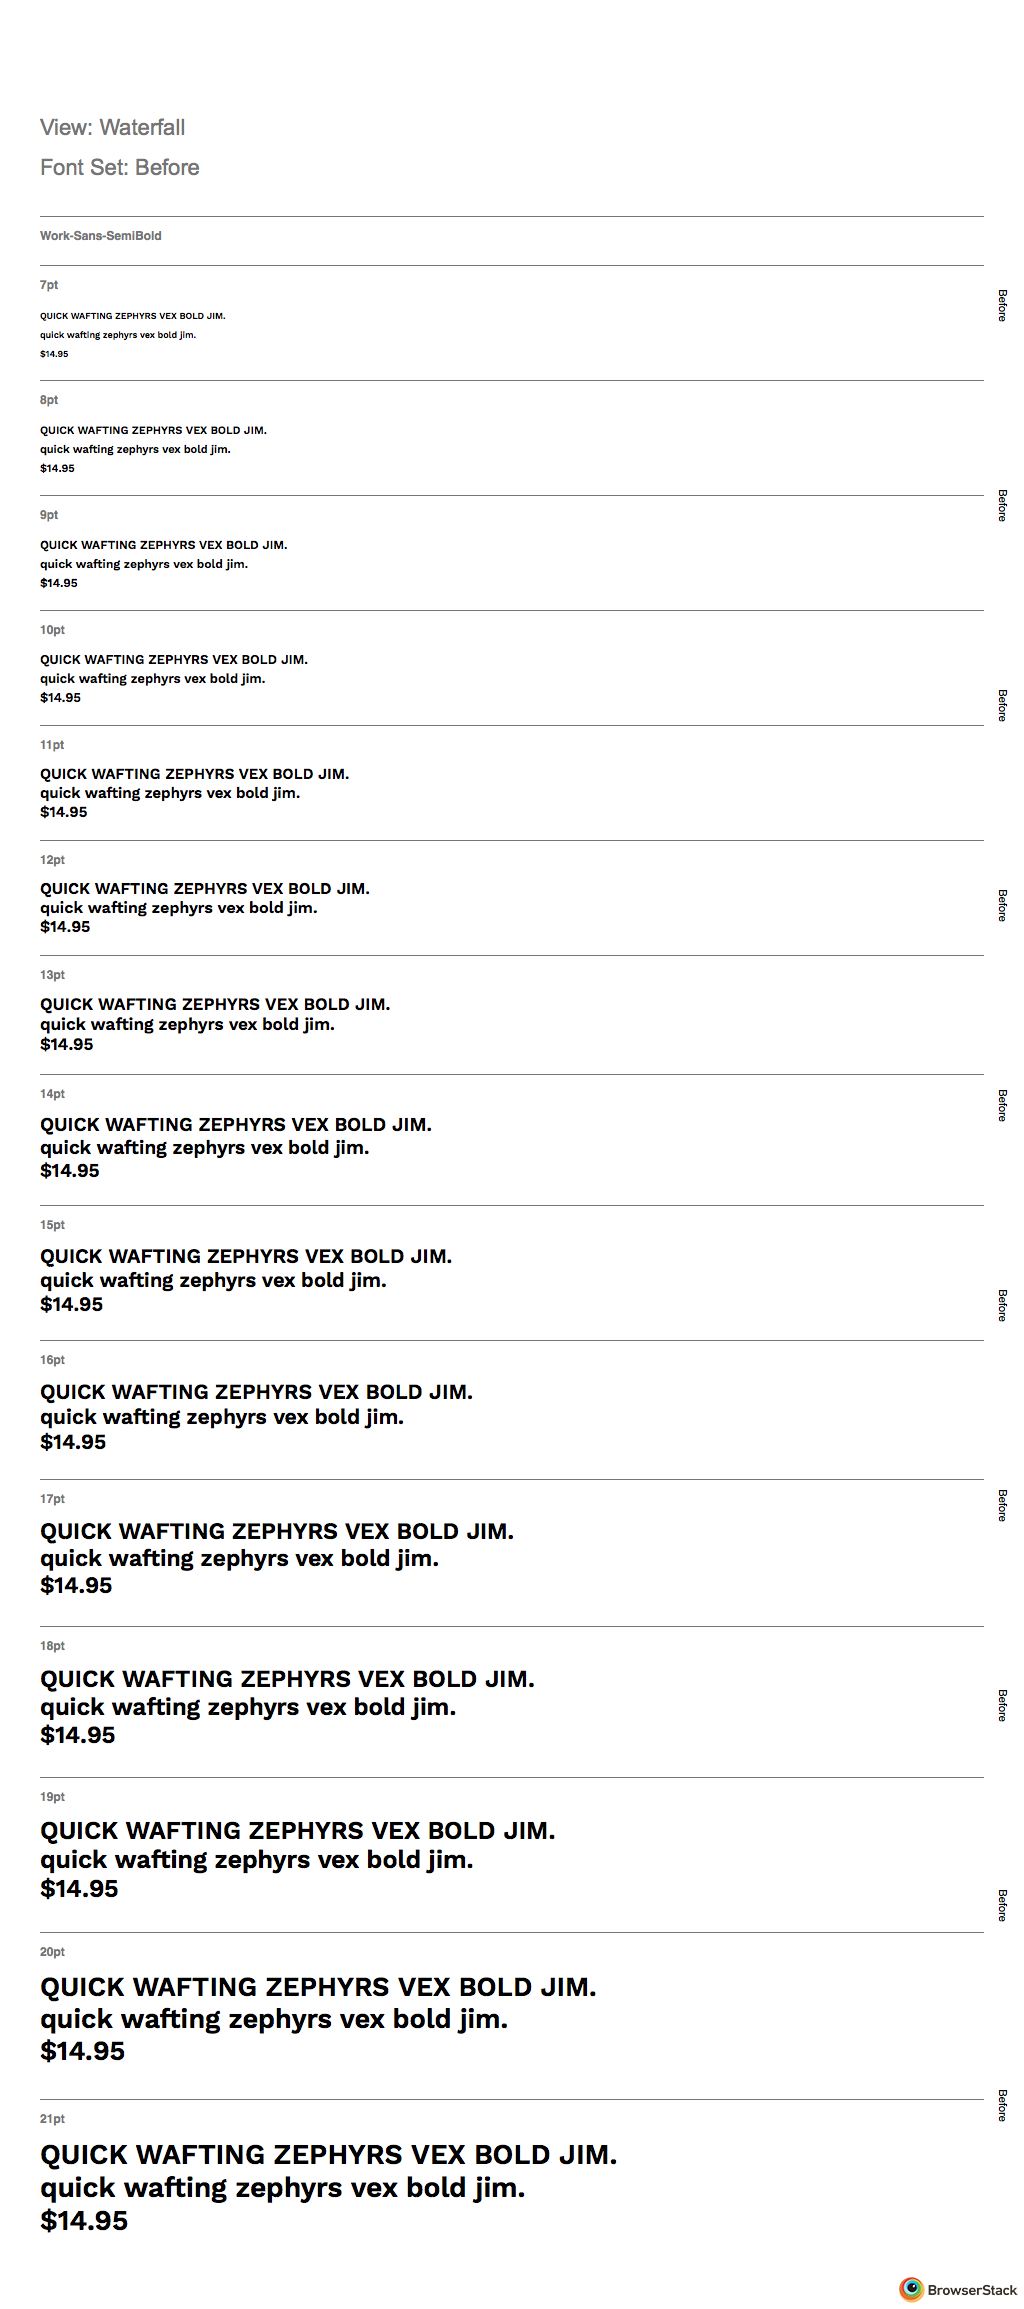 View: Waterfall
Font Set: Before
Work-Sans-SemiBold
7pt
QUICK WAFTING ZEPHYRS VEX BOLD JIM.
quick wafting zephyrs vex bold jim.
$14.95
Before
8pt
QUICK WAFTING ZEPHYRS VEX BOLD JIM.
quick wafting zephyrs vex bold jim.
$14.95
Before
9pt
QUICK WAFTING ZEPHYRS VEX BOLD JIM.
quick wafting zephyrs vex bold jim.
$14.95
10pt
QUICK WAFTING ZEPHYRS VEX BOLD JIM.
quick wafting zephyrs vex bold jim.
$14.95
Before
11pt
QUICK WAFTING ZEPHYRS VEX BOLD JIM.
quick wafting zephyrs vex bold jim.
$14.95
12pt
QUICK WAFTING ZEPHYRS VEX BOLD JIM.
quick wafting zephyrs vex bold jim.
$14.95
Before
13pt
QUICK WAFTING ZEPHYRS VEX BOLD JIM.
quick wafting zephyrs vex bold jim.
$14.95
14pt
QUICK WAFTING ZEPHYRS VEX BOLD JIM.
quick wafting zephyrs vex bold jim.
$14.95
Before
15pt
QUICK WAFTING ZEPHYRS VEX BOLD JIM.
quick wafting zephyrs vex bold jim.
$14.95
Before
16pt
QUICK WAFTING ZEPHYRS VEX BOLD JIM.
quick wafting zephyrs vex bold jim.
$14.95
17pt
QUICK WAFTING ZEPHYRS VEX BOLD JIM.
quick wafting zephyrs vex bold jim.
$14.95
Before
18pt
QUICK WAFTING ZEPHYRS VEX BOLD JIM.
quick wafting zephyrs vex bold jim.
$14.95
Before
19pt
QUICK WAFTING ZEPHYRS VEX BOLD JIM.
quick wafting zephyrs vex bold jim.
$14.95
Before
20pt
QUICK WAFTING ZEPHYRS VEX BOLD JIM.
quick wafting zephyrs vex bold jim.
$14.95
Before
21pt
QUICK WAFTING ZEPHYRS VEX BOLD JIM.
quick wafting zephyrs vex bold jim.
$14.95
BrowserStack